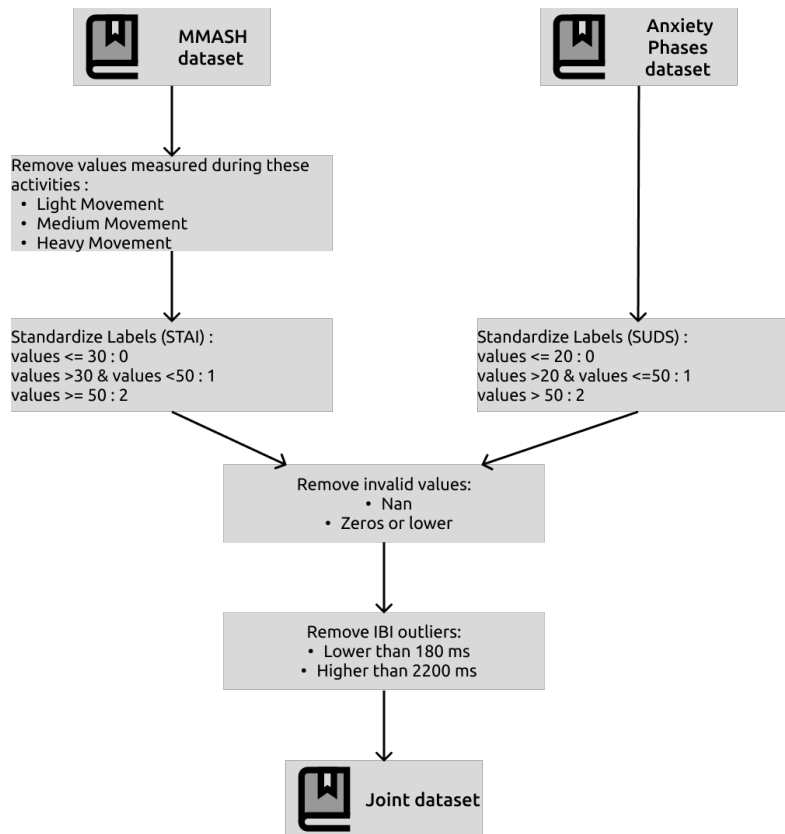 MMASH
dataset
Anxiety
Phases
dataset
Remove values measured during these
activities :
• Light Movement
• Medium Movement
• Heavy Movement
Standardize Labels (STAI) :
values <= 30 : 0
values >30 & values <50 : 1
values >= 50 : 2
Standardize Labels (SUDS) :
values <= 20 : 0
values >20 & values <=50 : 1
values > 50 : 2
Remove invalid values:
• Nan
• Zeros or lower
Remove IBI outliers:
• Lower than 180 ms
• Higher than 2200 ms
Joint dataset